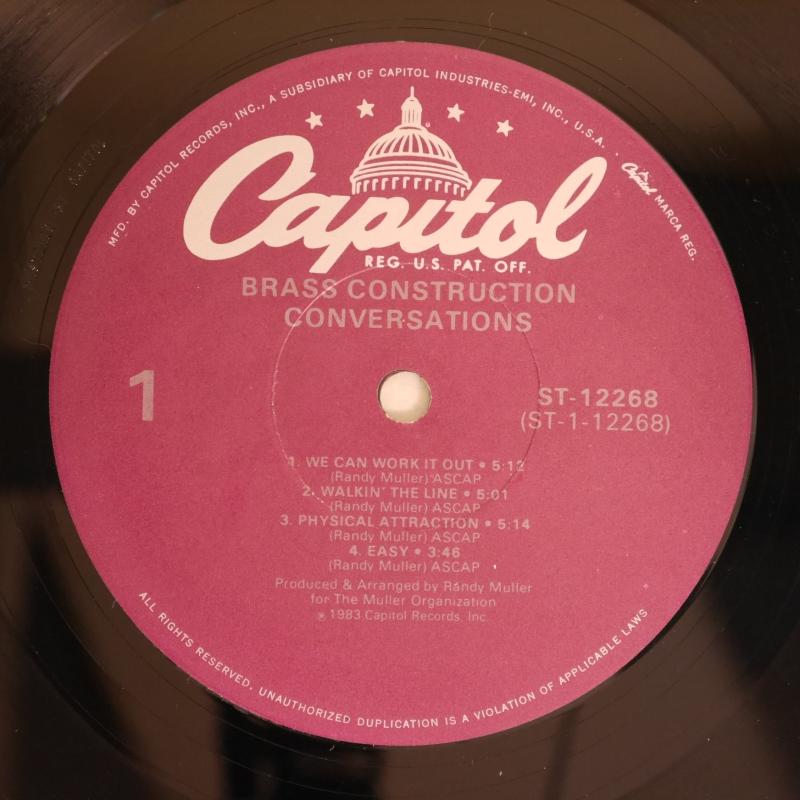 MFD. BY CAPITOL RECORDS, INC., A SUBSIDIARY OF CAPITOL INDUSTRIES-EMI, INC., U.S.A. · Capitol MARCA REG.
Capitol
REG. U.S. PAT. OFF.
BRASS CONSTRUCTION
CONVERSATIONS
1
ST-12268
(ST-1-12268)
1. WE CAN WORK IT OUT • 5:12
(Randy Muller) ASCAP
2. WALKIN' THE LINE • 5:01
(Randy Muller) ASCAP
3. PHYSICAL ATTRACTION • 5:14
(Randy Muller) ASCAP
4. EASY • 3:46
(Randy Muller) ASCAP
Produced & Arranged by Randy Muller
for The Muller Organization
℗ 1983 Capitol Records, Inc.
ALL RIGHTS RESERVED. UNAUTHORIZED DUPLICATION IS A VIOLATION OF APPLICABLE LAWS